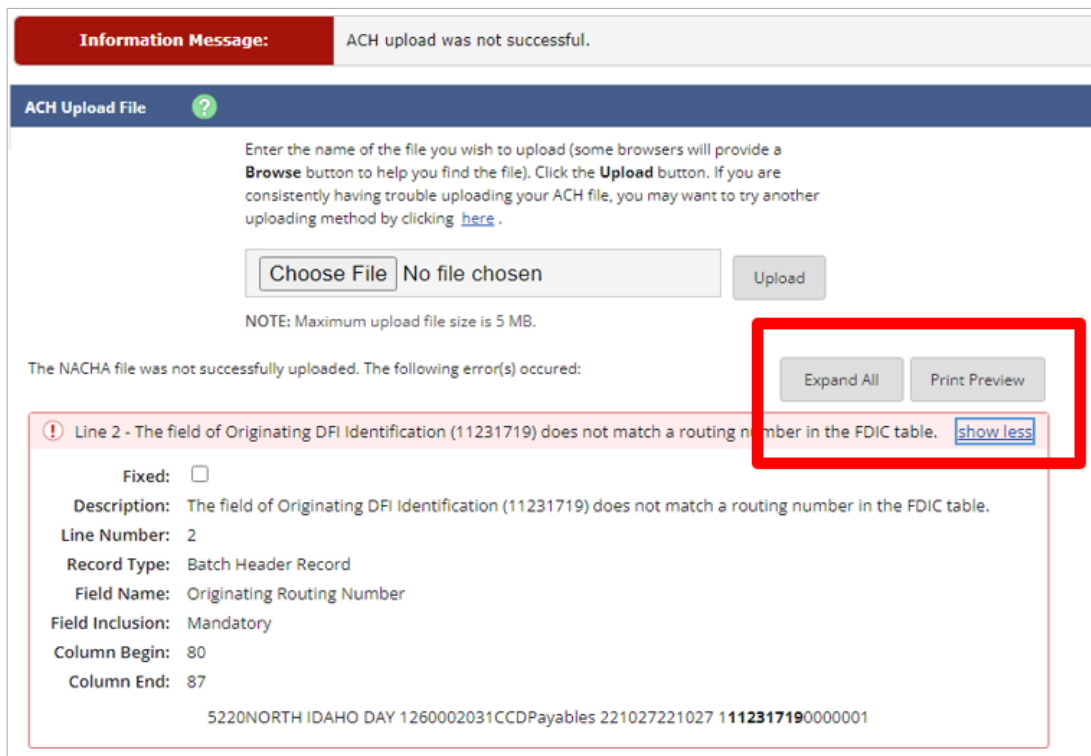 Information Message: ACH upload was not successful.
ACH Upload File ?
Enter the name of the file you wish to upload (some browsers will provide a
Browse button to help you find the file). Click the Upload button. If you are
consistently having trouble uploading your ACH file, you may want to try another
uploading method by clicking here .
Choose File No file chosen Upload
NOTE: Maximum upload file size is 5 MB.
The NACHA file was not successfully uploaded. The following error(s) occured: Expand All Print Preview
! Line 2 - The field of Originating DFI Identification (11231719) does not match a routing number in the FDIC table. show less
Fixed:
Description: The field of Originating DFI Identification (11231719) does not match a routing number in the FDIC table.
Line Number: 2
Record Type: Batch Header Record
Field Name: Originating Routing Number
Field Inclusion: Mandatory
Column Begin: 80
Column End: 87
5220NORTH IDAHO DAY 1260002031CCDPayables 221027221027 1112317190000001